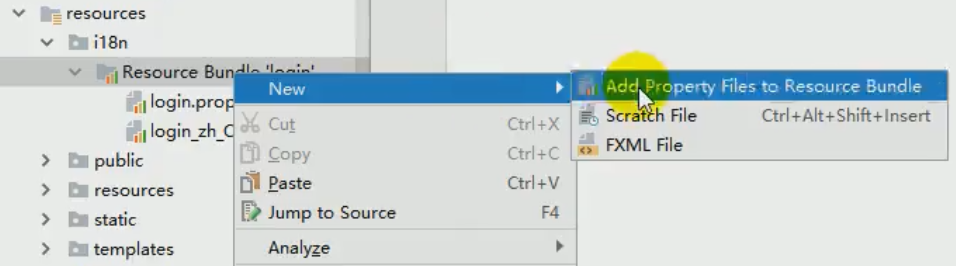 resources
i18n
Resource Bundle 'login'
New
Add Property Files to Resource Bundle
login.prop
Cut Ctrl+X
Scratch File Ctrl+Alt+Shift+Insert
login_zh_C
Copy Ctrl+C
FXML File
public
Paste Ctrl+V
resources
Jump to Source F4
static
templates
Analyze